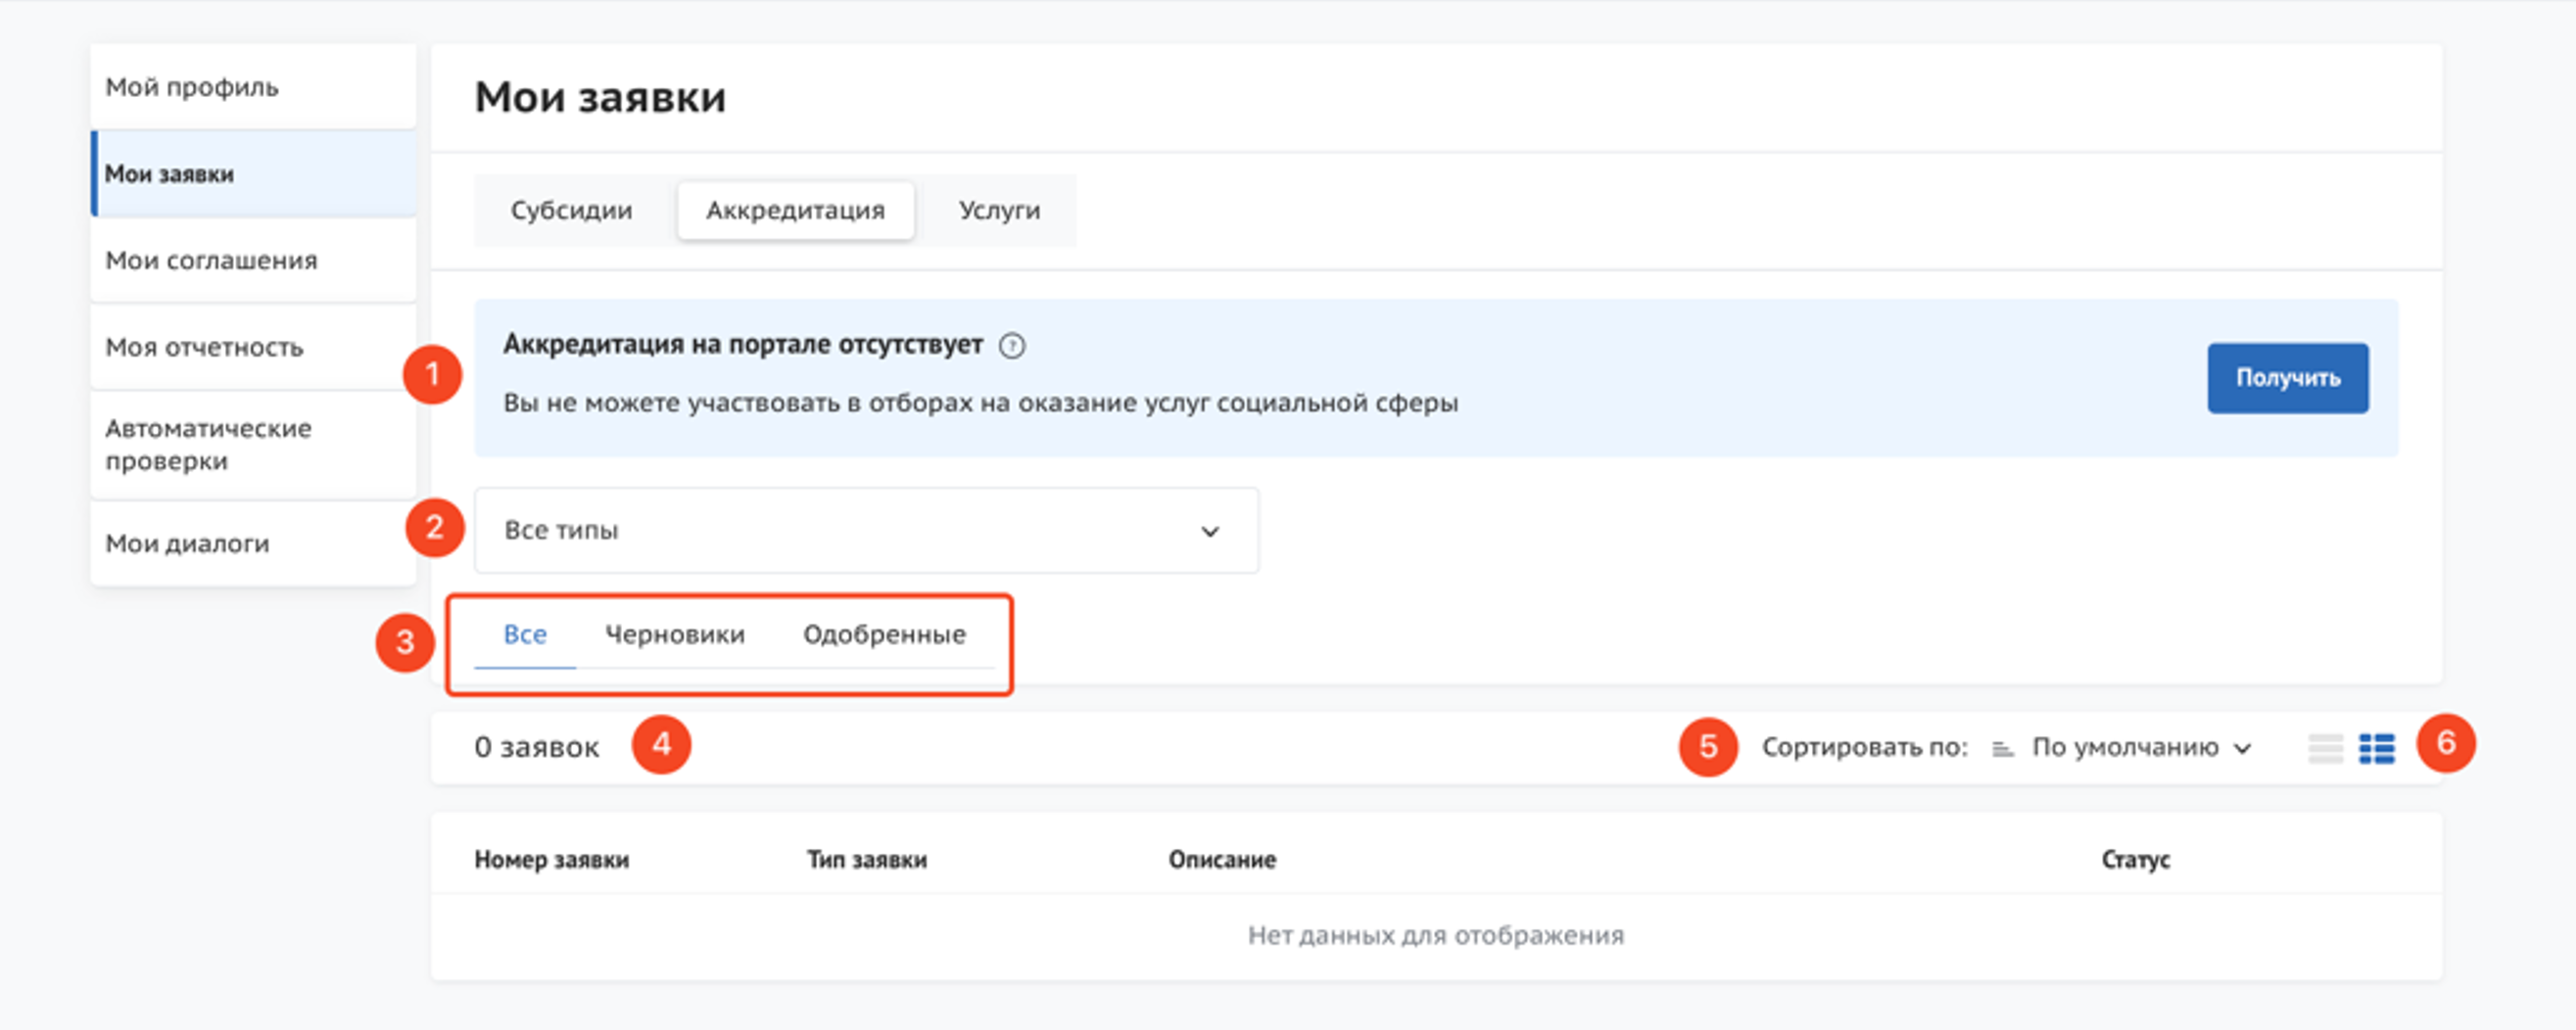 Мой профиль
Мои заявки
Мои соглашения
Моя отчетность
Автоматические
проверки
Мои диалоги
Мои заявки
Субсидии Аккредитация Услуги
1
Аккредитация на портале отсутствует ?
Вы не можете участвовать в отборах на оказание услуг социальной сферы
Получить
2
Все типы
3
Все Черновики Одобренные
0 заявок 4
5 Сортировать по: По умолчанию 6
Номер заявки Тип заявки Описание Статус
Нет данных для отображения